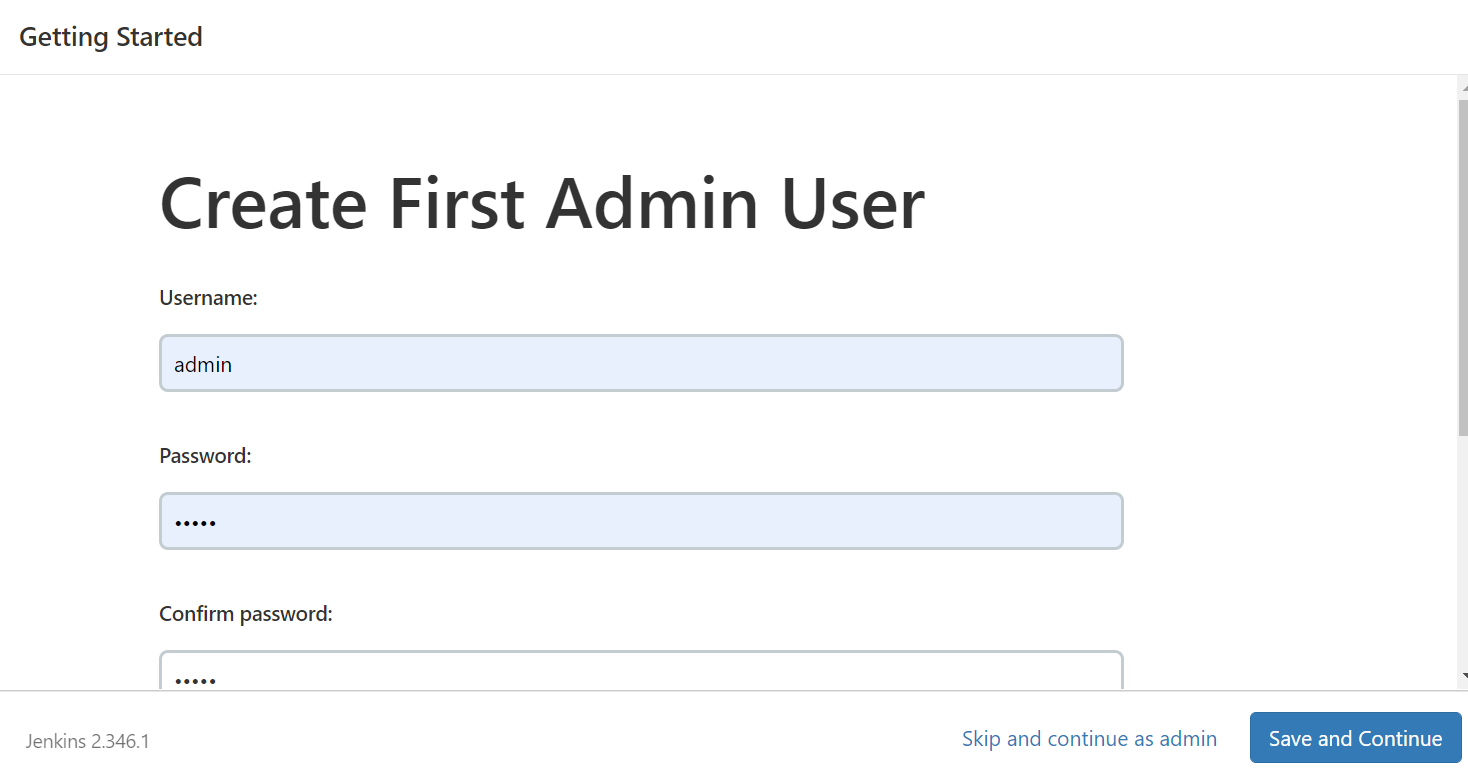 Getting Started
Create First Admin User
Username:
admin
Password:
•••••
Confirm password:
•••••
Jenkins 2.346.1
Skip and continue as admin
Save and Continue